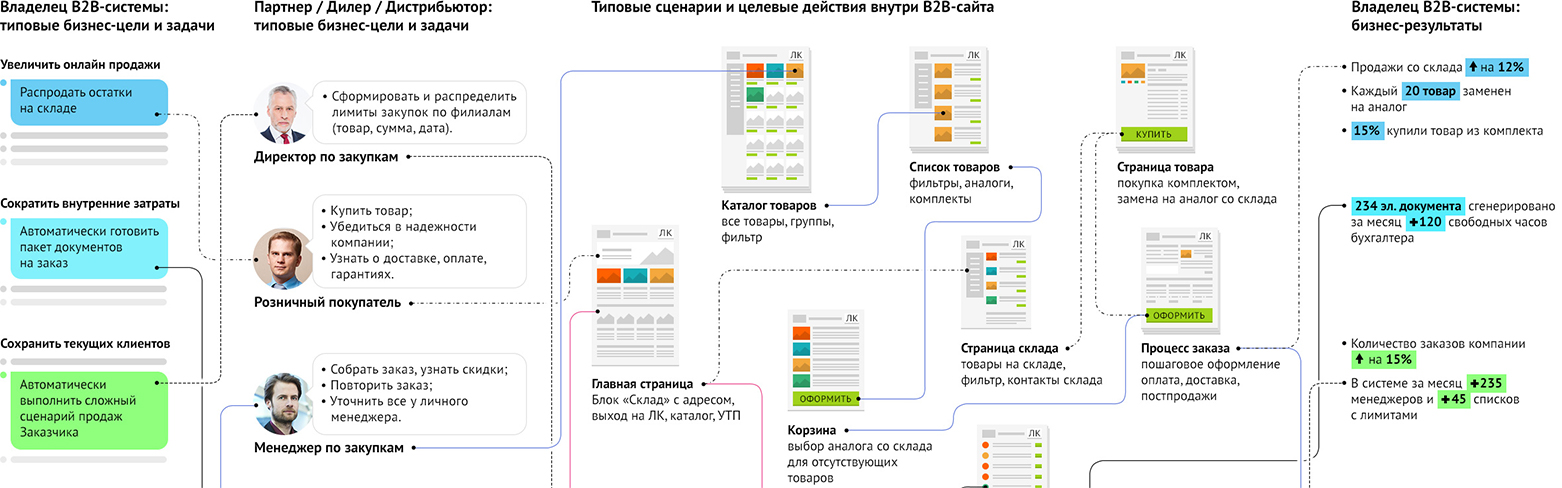 Владелец B2B-системы:
типовые бизнес-цели и задачи
Увеличить онлайн продажи
Распродать остатки
на складе
Сократить внутренние затраты
Автоматически готовить
пакет документов
на заказ
Сохранить текущих клиентов
Автоматически
выполнить сложный
сценарий продаж
Заказчика
Партнер / Дилер / Дистрибьютор:
типовые бизнес-цели и задачи
• Сформировать и распределить
лимиты закупок по филиалам
(товар, сумма, дата).
Директор по закупкам
• Купить товар;
• Убедиться в надежности
компании;
• Узнать о доставке, оплате,
гарантиях.
Розничный покупатель
• Собрать заказ, узнать скидки;
• Повторить заказ;
• Уточнить все у личного
менеджера.
Менеджер по закупкам
Типовые сценарии и целевые действия внутри B2B-сайта
ЛК
Каталог товаров
все товары, группы,
фильтр
ЛК
Список товаров
фильтры, аналоги,
комплекты
ЛК
КУПИТЬ
Страница товара
покупка комплектом,
замена на аналог со склада
ЛК
Главная страница
Блок «Склад» с адресом,
выход на ЛК, каталог, УТП
ЛК
ОФОРМИТЬ
Корзина
выбор аналога со склада
для отсутствующих
товаров
ЛК
Страница склада
товары на складе,
фильтр, контакты склада
ЛК
ОФОРМИТЬ
Процесс заказа
пошаговое оформление
оплата, доставка,
постпродажи
ЛК
Владелец B2B-системы:
бизнес-результаты
• Продажи со склада ↑ на 12%
• Каждый 20 товар заменен
на аналог
• 15% купили товар из комплекта
234 эл. документа сгенерировано
за месяц +120 свободных часов
бухгалтера
• Количество заказов компании
↑ на 15%
• В системе за месяц +235
менеджеров и +45 списков
с лимитами